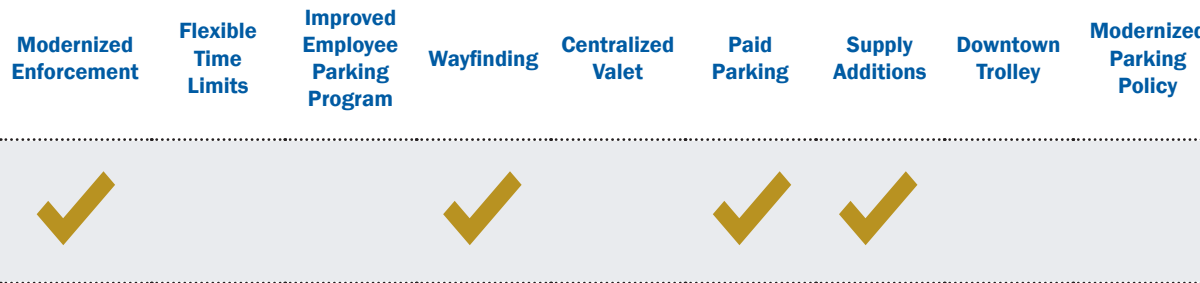 Modernized
Enforcement
Flexible
Time
Limits
Improved
Employee
Parking
Program
Wayfinding
Centralized
Valet
Paid
Parking
Supply
Additions
Downtown
Trolley
Modernized
Parking
Policy